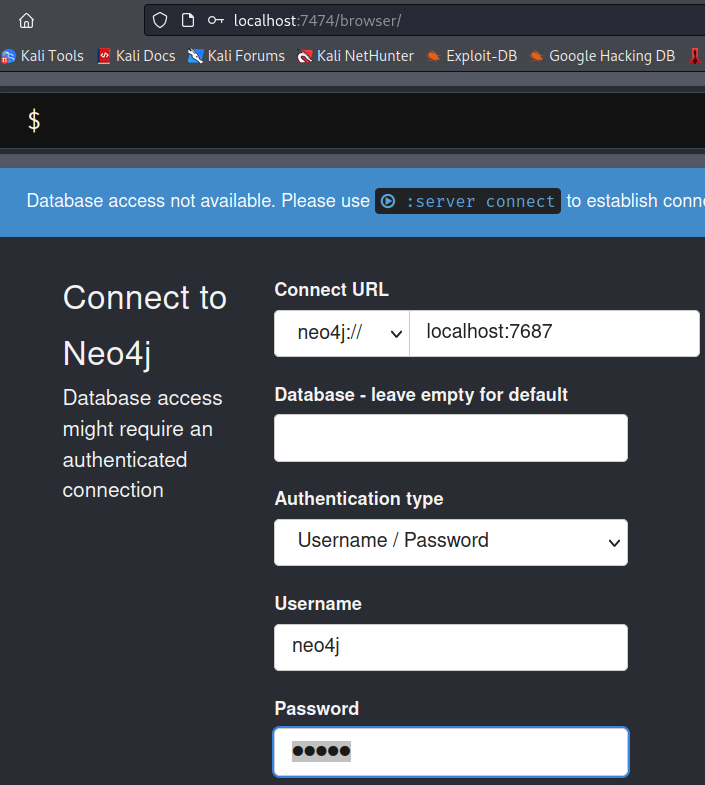 localhost:7474/browser/
Kali Tools Kali Docs Kali Forums Kali NetHunter Exploit-DB Google Hacking DB
$
Database access not available. Please use :server connect to establish conne
Connect to
Neo4j
Database access
might require an
authenticated
connection
Connect URL
neo4j:// localhost:7687
Database - leave empty for default
Authentication type
Username / Password
Username
neo4j
Password
●●●●●